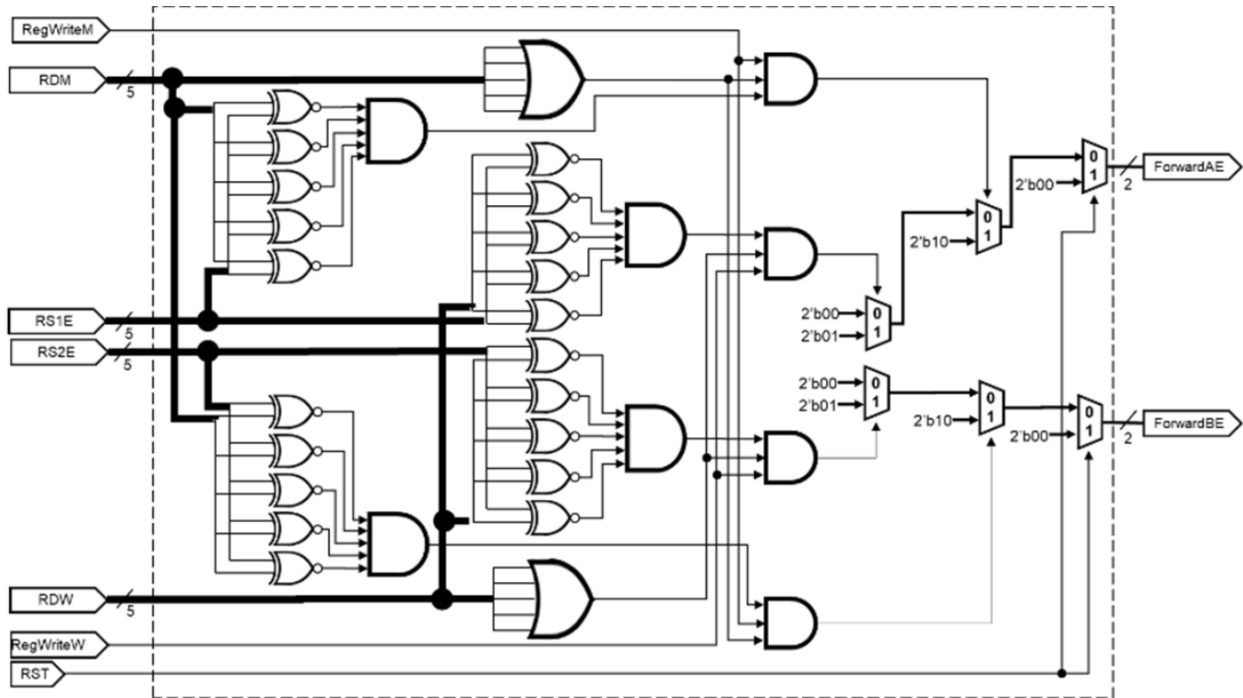 RegWriteM
RDM
5
0
1
ForwardAE
2'b00
2
0
1
2'b10
RS1E
5
2'b00
0
2'b01
1
RS2E
5
2'b00
0
2'b01
1
0
1
2'b10
0
1
2'b00
ForwardBE
2
RDW
5
RegWriteW
RST